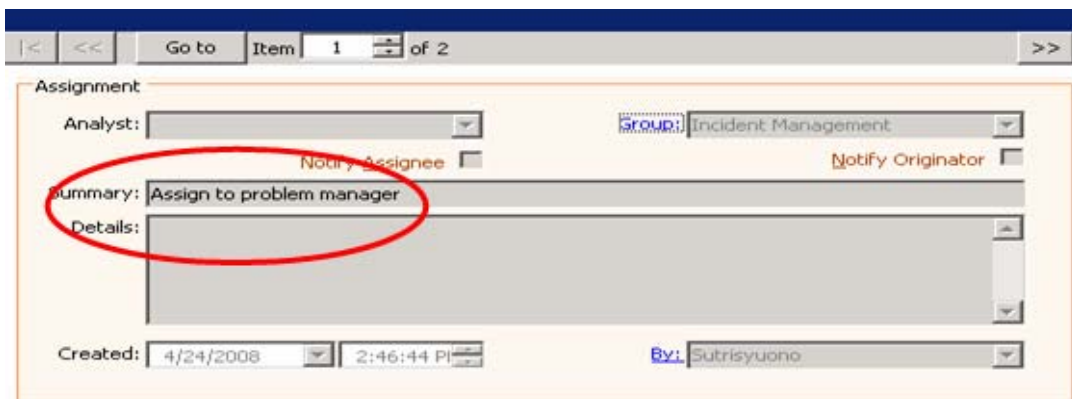 |< << Go to Item 1 of 2 >>
Assignment
Analyst: Group: Incident Management
Notify Assignee Notify Originator
Summary: Assign to problem manager
Details:
Created: 4/24/2008 2:46:44 PM By: Sutrisyuono